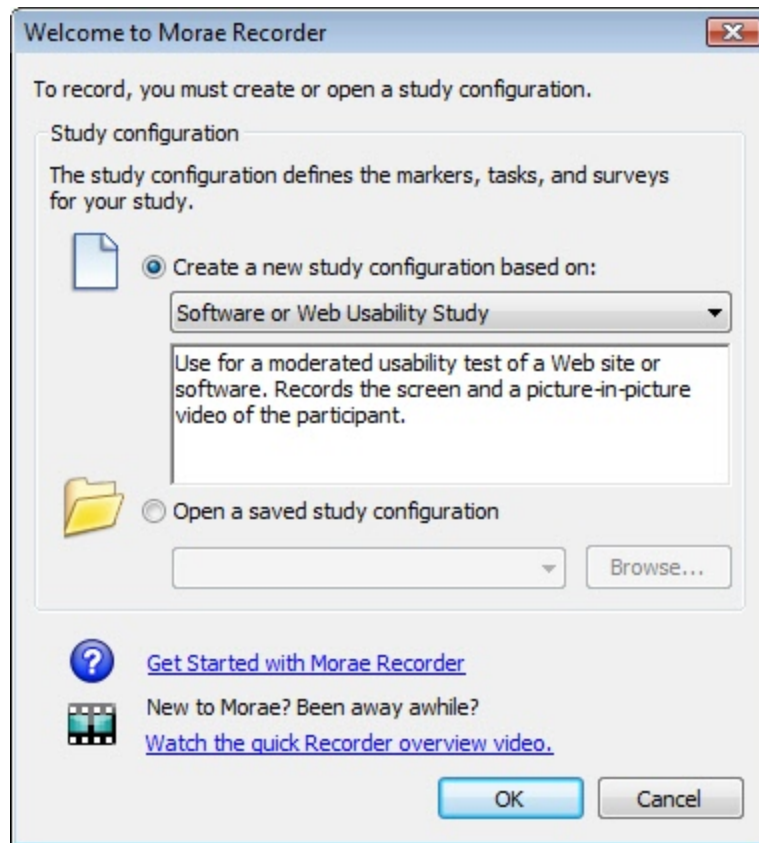 Welcome to Morae Recorder
To record, you must create or open a study configuration.
Study configuration
The study configuration defines the markers, tasks, and surveys
for your study.
Create a new study configuration based on:
Software or Web Usability Study
Use for a moderated usability test of a Web site or
software. Records the screen and a picture-in-picture
video of the participant.
Open a saved study configuration
Browse...
Get Started with Morae Recorder
New to Morae? Been away awhile?
Watch the quick Recorder overview video.
OK
Cancel